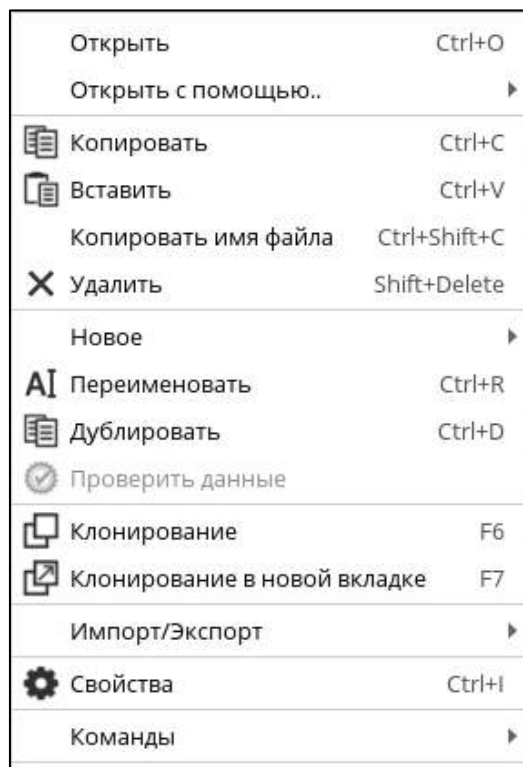 Открыть Ctrl+O
Открыть с помощью..
Копировать Ctrl+C
Вставить Ctrl+V
Копировать имя файла Ctrl+Shift+C
Удалить Shift+Delete
Новое
Переименовать Ctrl+R
Дублировать Ctrl+D
Проверить данные
Клонирование F6
Клонирование в новой вкладке F7
Импорт/Экспорт
Свойства Ctrl+I
Команды